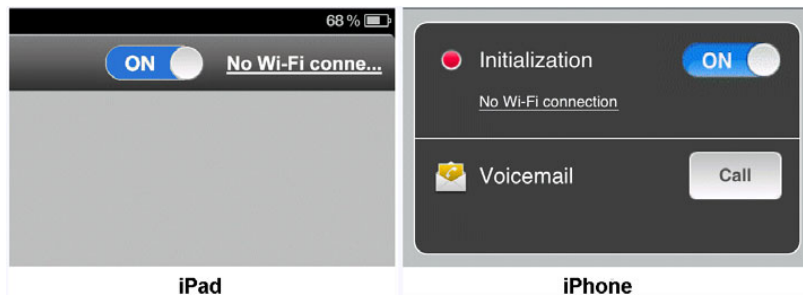 68 %
ON No Wi-Fi conne...
iPad
Initialization ON
No Wi-Fi connection
Voicemail Call
iPhone